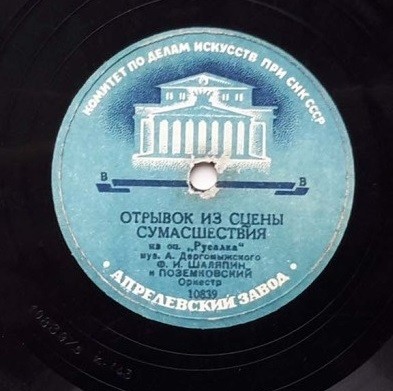 КОМИТЕТ ПО ДЕЛАМ ИСКУССТВ ПРИ СНК СССР
В В
ОТРЫВОК ИЗ СЦЕНЫ
СУМАСШЕСТВИЯ
из оп. „Русалка"
муз. А. Даргомыжского
Ф. И. ШАЛЯПИН
и ПОЗЕМКОВСКИЙ
Оркестр
10839
• АПРЕЛЕВСКИЙ ЗАВОД •